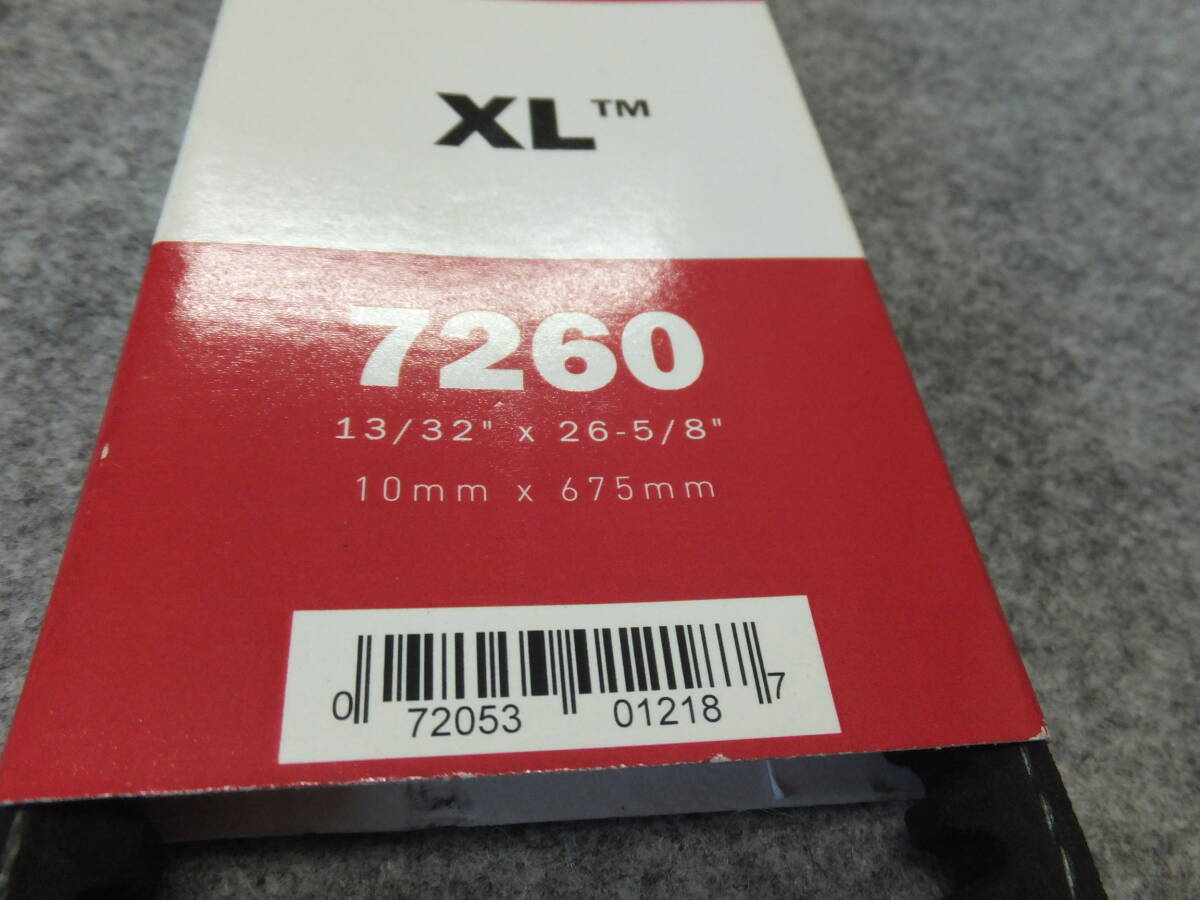 XL™
7260
13/32" x 26-5/8"
10mm x 675mm
0 72053 01218 7